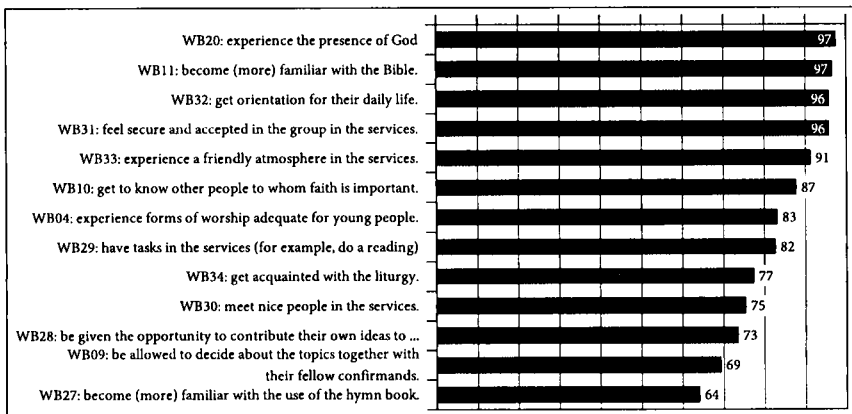 WB20: experience the presence of God
97
WB11: become (more) familiar with the Bible.
97
WB32: get orientation for their daily life.
96
WB31: feel secure and accepted in the group in the services.
96
WB33: experience a friendly atmosphere in the services.
91
WB10: get to know other people to whom faith is important.
87
WB04: experience forms of worship adequate for young people.
83
WB29: have tasks in the services (for example, do a reading)
82
WB34: get acquainted with the liturgy.
77
WB30: meet nice people in the services.
75
WB28: be given the opportunity to contribute their own ideas to ...
73
WB09: be allowed to decide about the topics together with
their fellow confirmands.
69
WB27: become (more) familiar with the use of the hymn book.
64